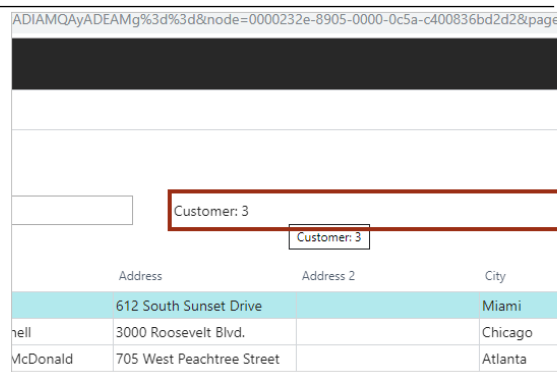 ADIAMQAyADEAMg%3d%3d&node=0000232e-8905-0000-0c5a-c400836bd2d2&page
Customer: 3
Customer: 3
Address Address 2 City
612 South Sunset Drive Miami
nell 3000 Roosevelt Blvd. Chicago
McDonald 705 West Peachtree Street Atlanta